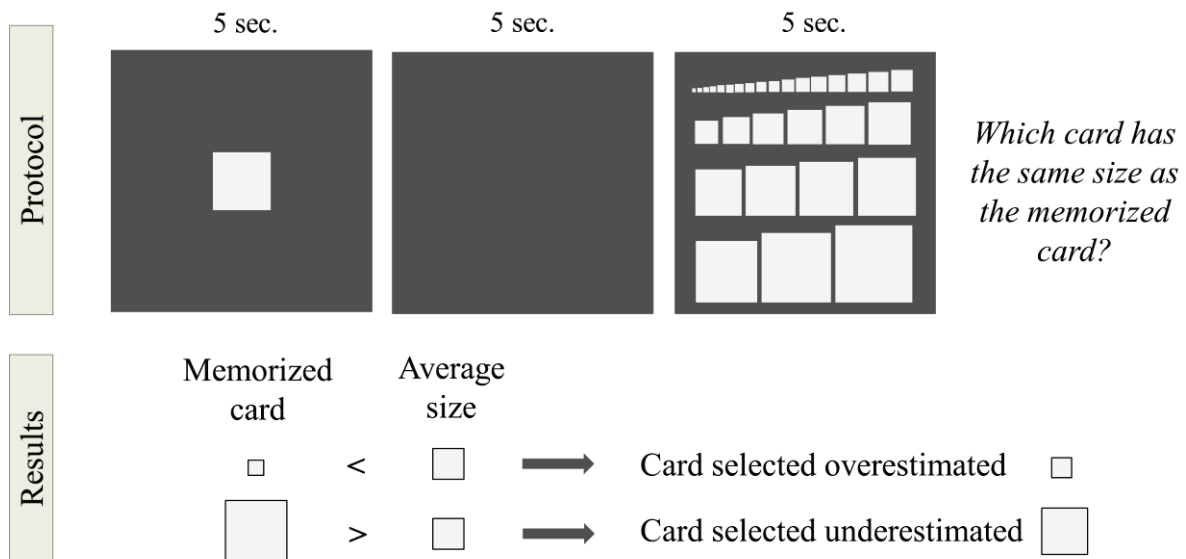 5 sec.
5 sec.
5 sec.
Protocol
Which card has
the same size as
the memorized
card?
Results
Memorized
card
Average
size
<
Card selected overestimated
>
Card selected underestimated